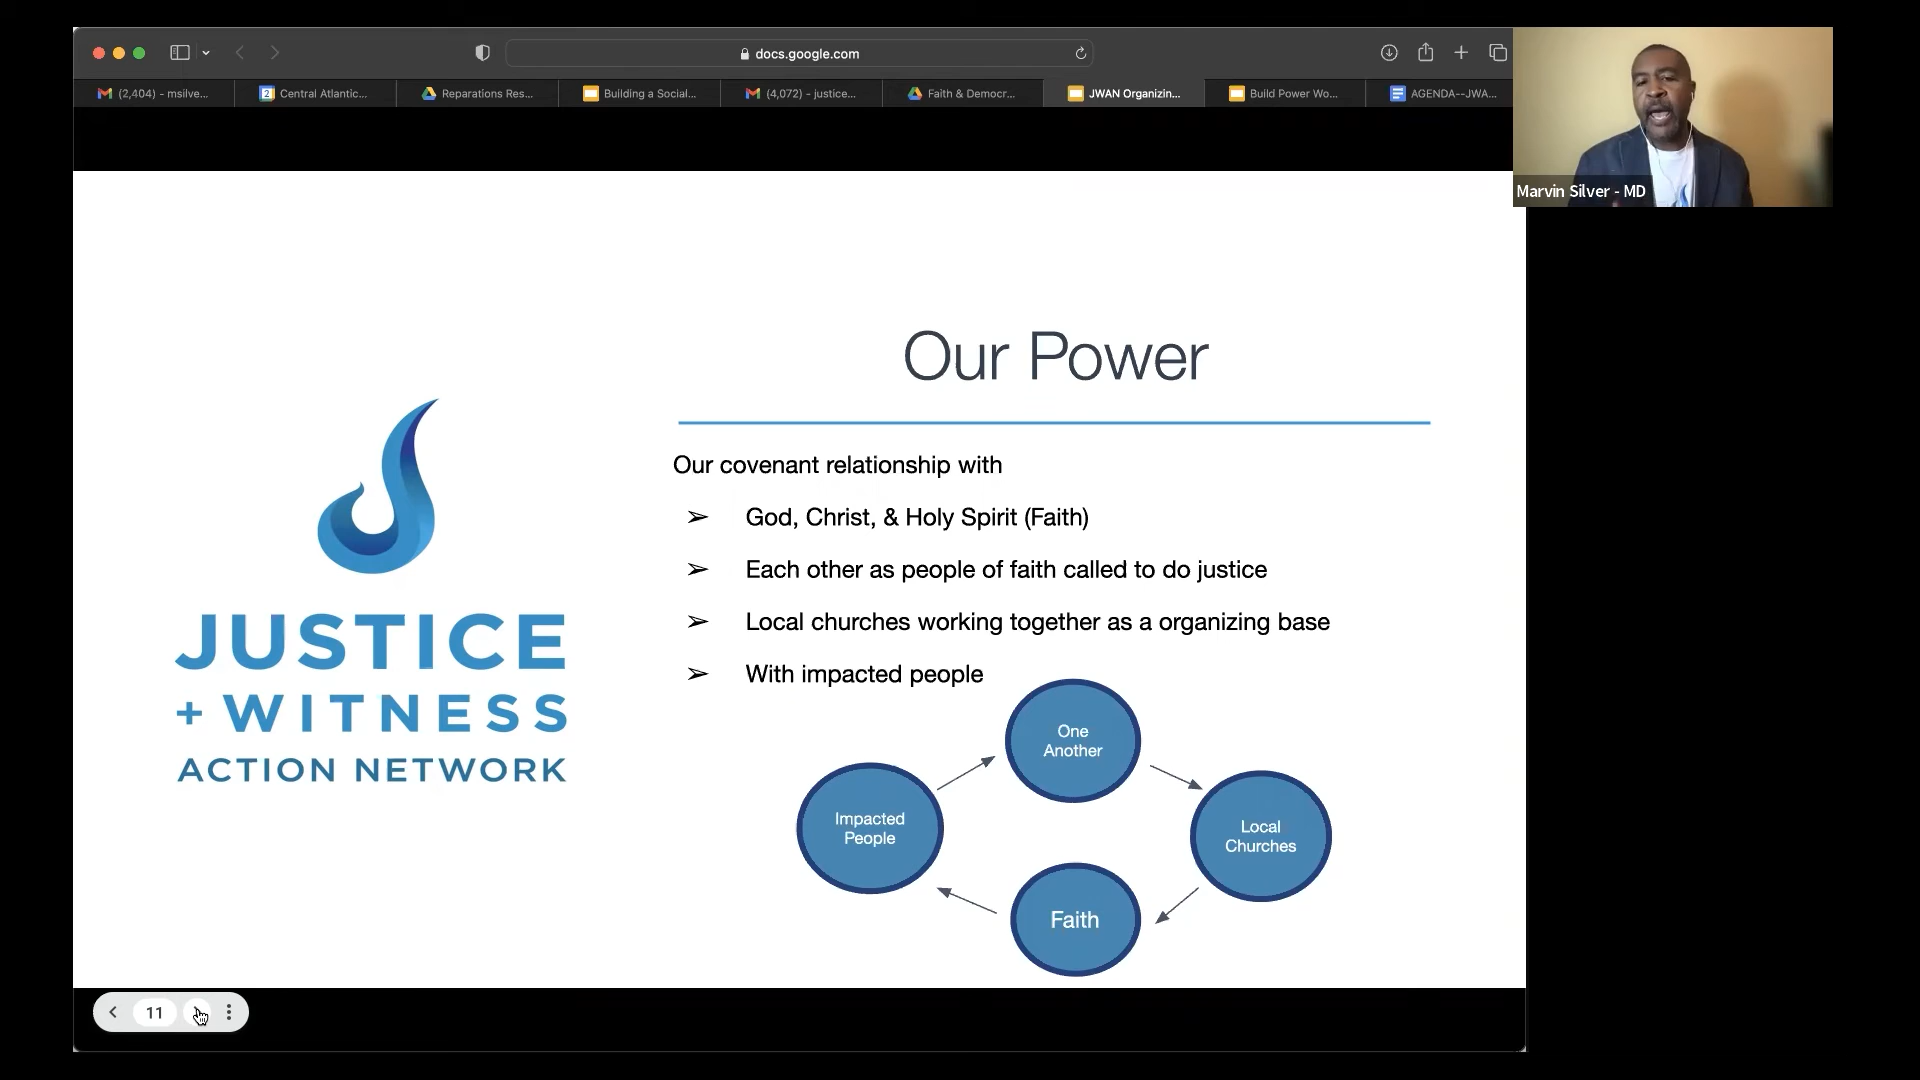 docs.google.com
(2,404) - msilve...
2 Central Atlantic...
Reparations Res...
Building a Social...
(4,072) - justice...
Faith & Democr...
JWAN Organizin...
Build Power Wo...
AGENDA--JWA...
Marvin Silver - MD
Our Power
Our covenant relationship with
➢ God, Christ, & Holy Spirit (Faith)
➢ Each other as people of faith called to do justice
➢ Local churches working together as a organizing base
➢ With impacted people
JUSTICE
+ WITNESS
ACTION NETWORK
One
Another
Impacted
People
Local
Churches
Faith
11